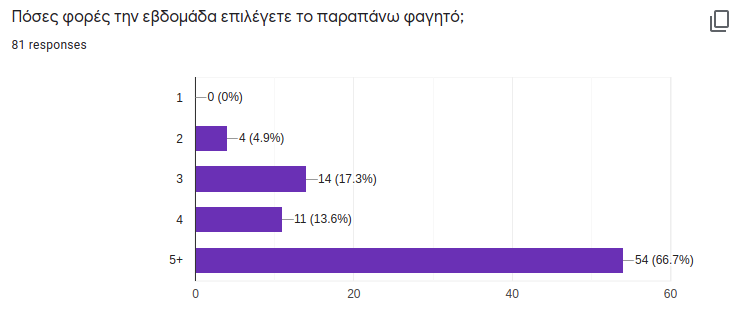 Πόσες φορές την εβδομάδα επιλέγετε το παραπάνω φαγητό;
81 responses
1 0 (0%)
2 4 (4.9%)
3 14 (17.3%)
4 11 (13.6%)
5+ 54 (66.7%)
0 20 40 60